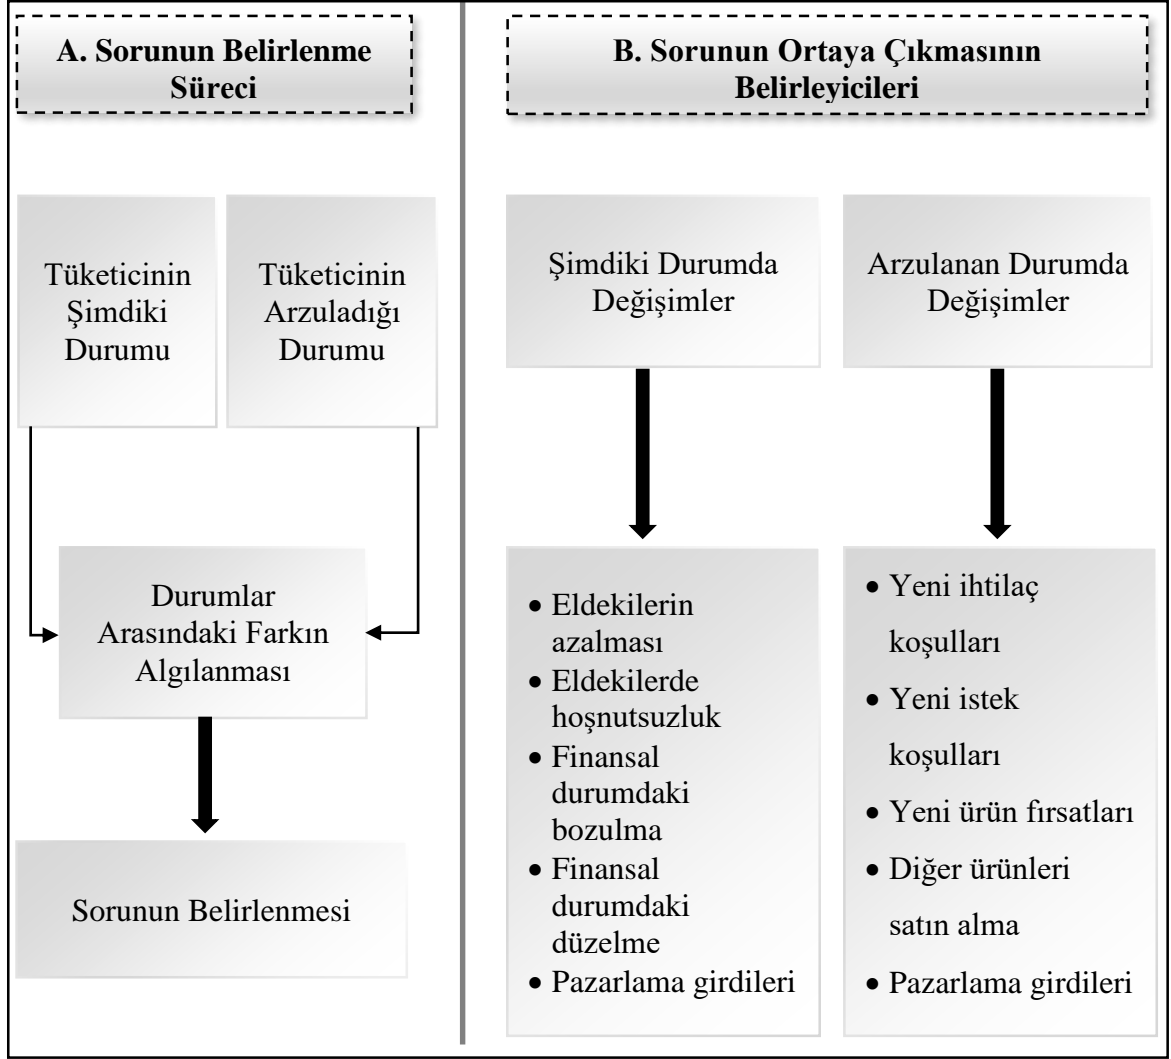 A. Sorunun Belirlenme
Süreci
Tüketicinin
Şimdiki
Durumu
Tüketicinin
Arzuladığı
Durumu
Durumlar
Arasındaki Farkın
Algılanması
Sorunun Belirlenmesi
B. Sorunun Ortaya Çıkmasının
Belirleyicileri
Şimdiki Durumda
Değişimler
Arzulanan Durumda
Değişimler
• Eldekilerin
azalması
• Eldekilerde
hoşnutsuzluk
• Finansal
durumdaki
bozulma
• Finansal
durumdaki
düzelme
• Pazarlama girdileri
• Yeni ihtilaç
koşulları
• Yeni istek
koşulları
• Yeni ürün fırsatları
• Diğer ürünleri
satın alma
• Pazarlama girdileri